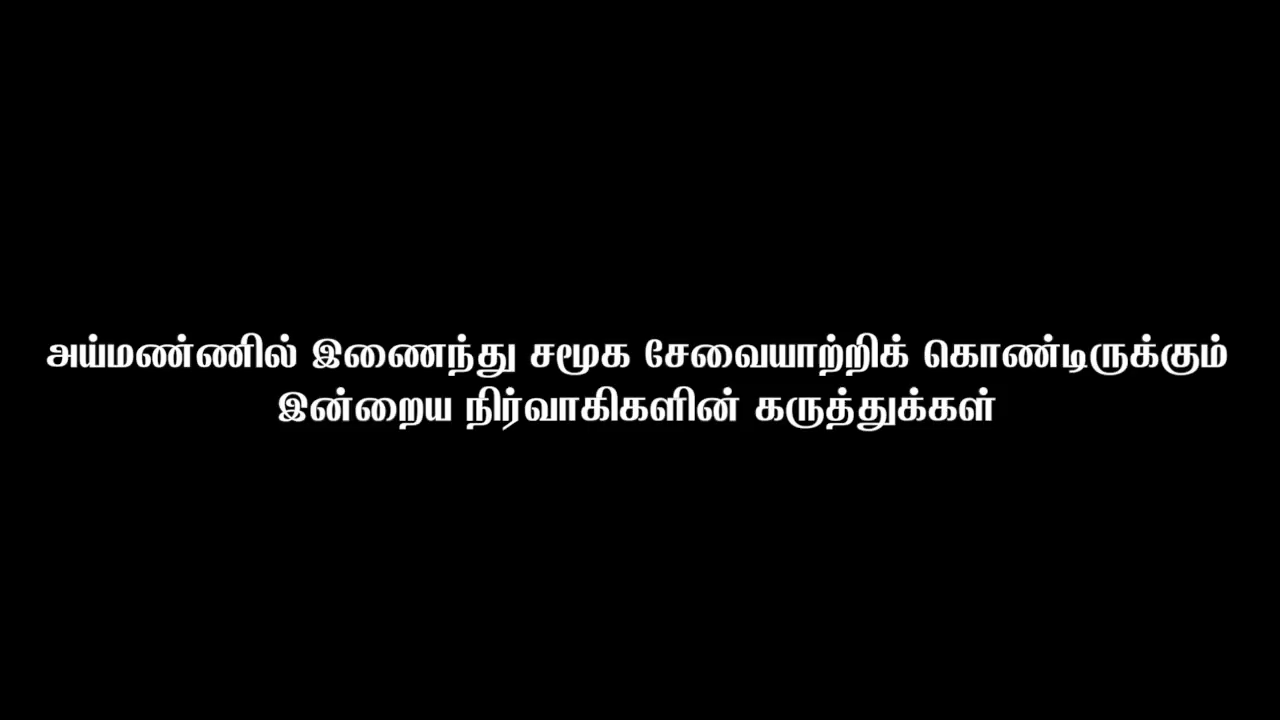 அய்மண்ணில் இணைந்து சமூக சேவையாற்றிக் கொண்டிருக்கும்
இன்றைய நிர்வாகிகளின் கருத்துக்கள்